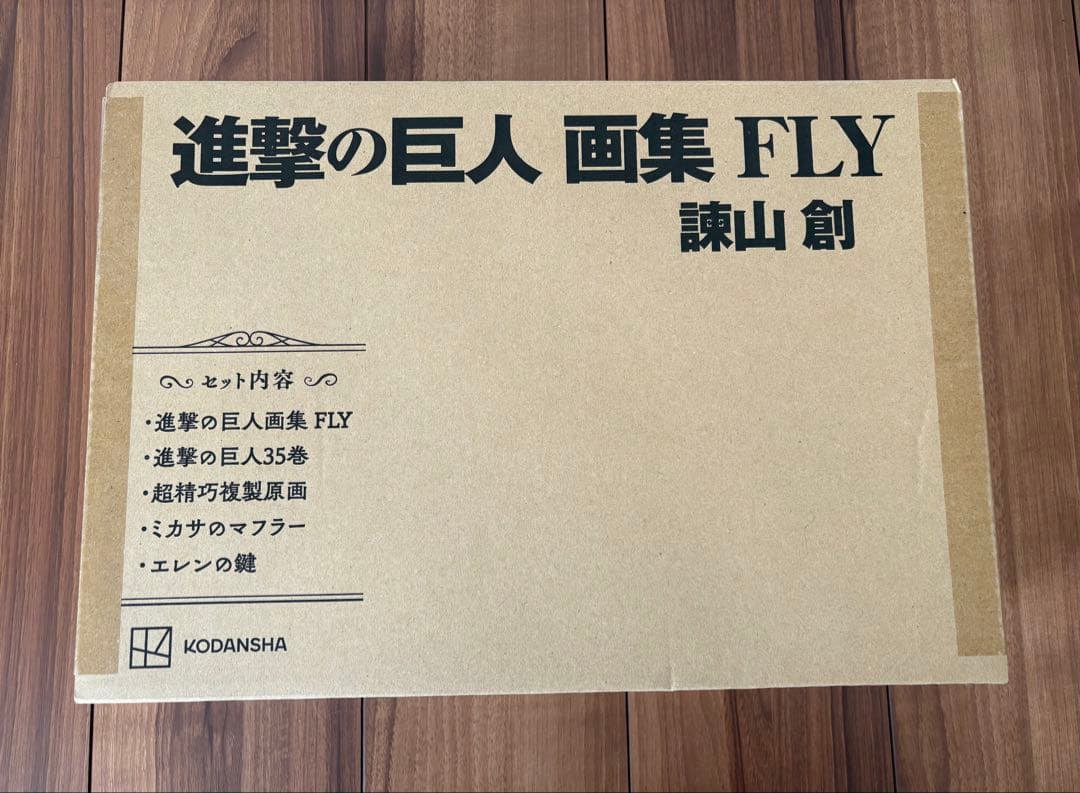 進撃の巨人 画集 FLY
諫山 創
セット内容
・進撃の巨人画集 FLY
・進撃の巨人35巻
・超精巧複製原画
・ミカサのマフラー
・エレンの鍵
KODANSHA